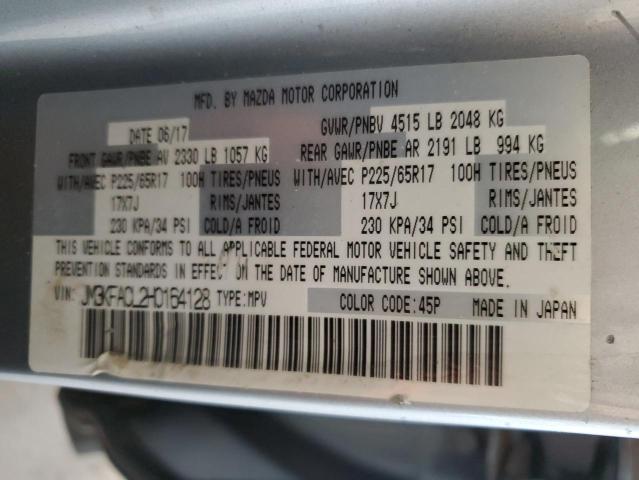 MFD. BY MAZDA MOTOR CORPORATION
DATE 06/17 GVWR/PNBV 4515 LB 2048 KG
FRONT GAWR/PNBE AV 2330 LB 1057 KG REAR GAWR/PNBE AR 2191 LB 994 KG
WITH/AVEC P225/65R17 100H TIRES/PNEUS WITH/AVEC P225/65R17 100H TIRES/PNEUS
17X7J RIMS/JANTES 17X7J RIMS/JANTES
230 KPA/34 PSI COLD/A FROID 230 KPA/34 PSI COLD/A FROID
THIS VEHICLE CONFORMS TO ALL APPLICABLE FEDERAL MOTOR VEHICLE SAFETY AND THEFT
PREVENTION STANDARDS IN EFFECT ON THE DATE OF MANUFACTURE SHOWN ABOVE.
VIN: JM3KFACL2H0164128 TYPE:MPV COLOR CODE:45P MADE IN JAPAN